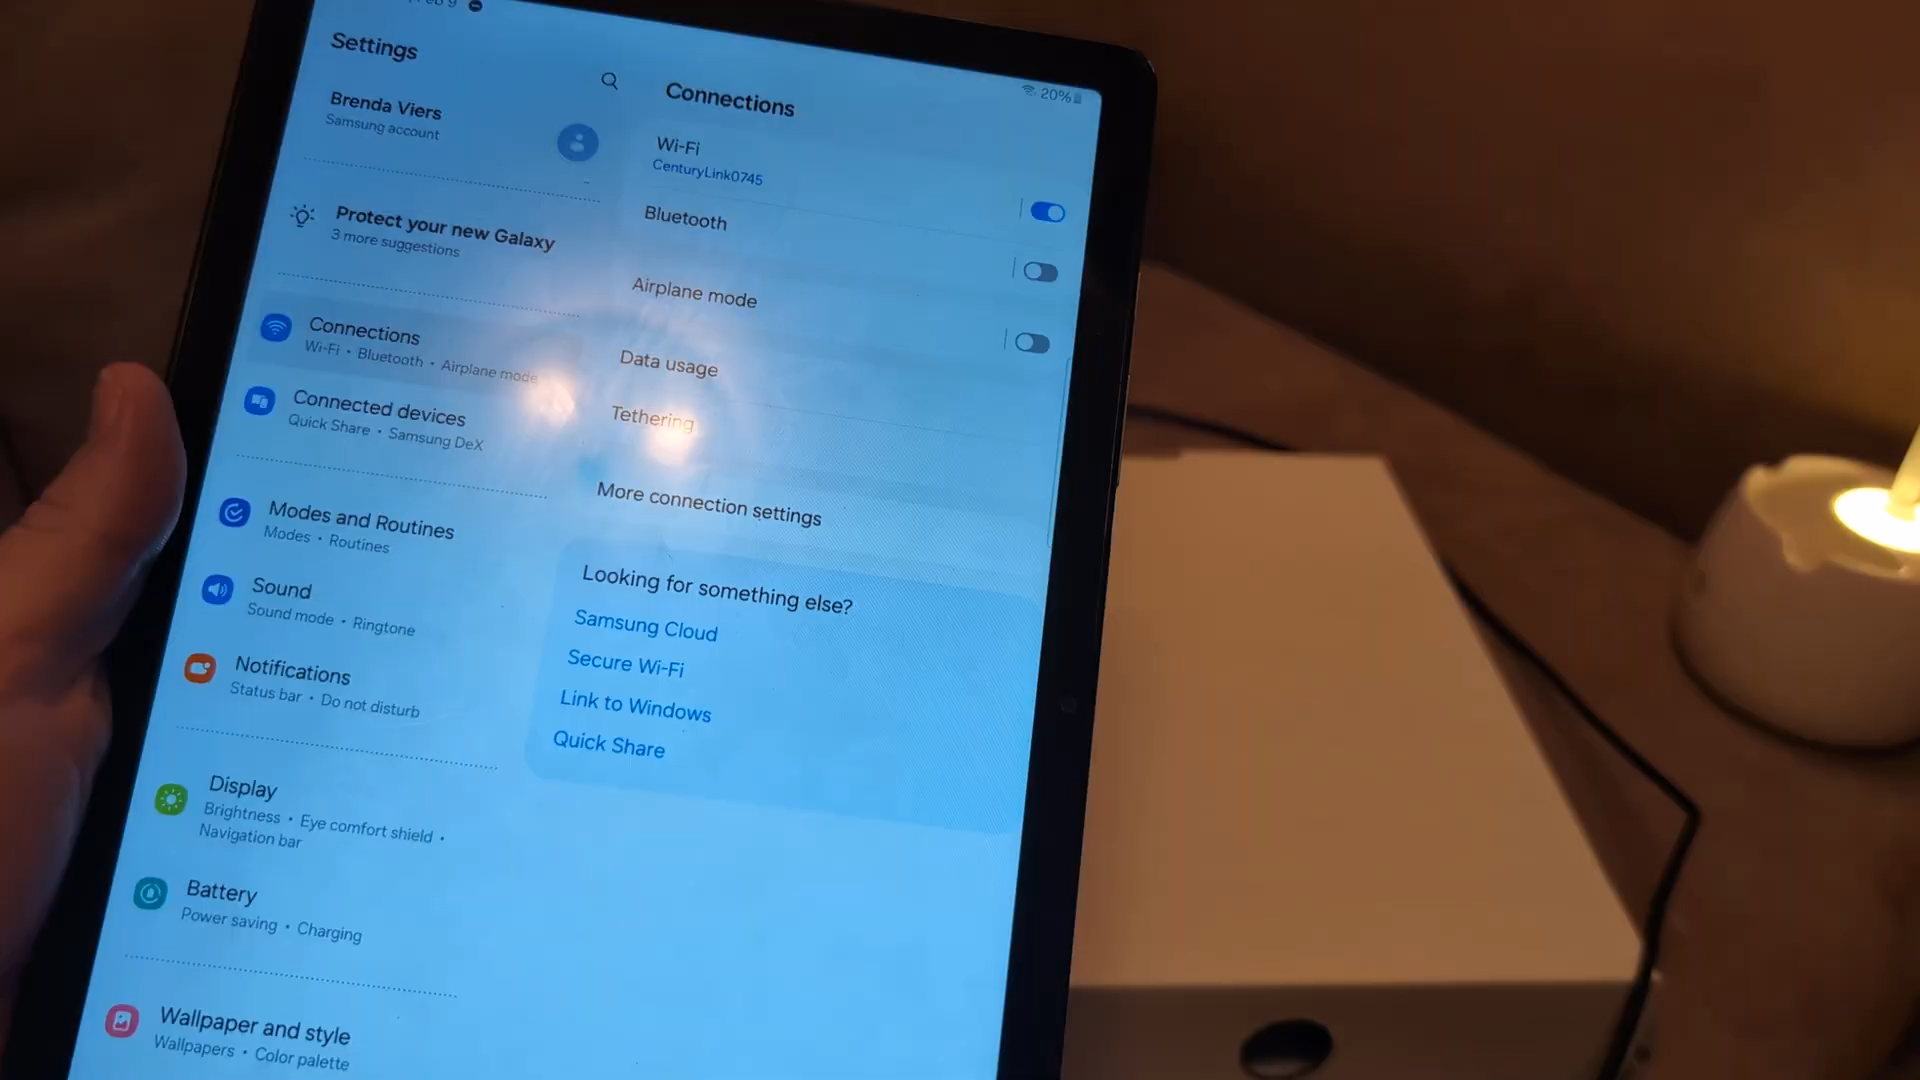 Settings
Brenda Viers
Samsung account
Protect your new Galaxy
3 more suggestions
Connections
Wi-Fi • Bluetooth • Airplane mode
Connected devices
Quick Share • Samsung DeX
Modes and Routines
Modes • Routines
Sound
Sound mode • Ringtone
Notifications
Status bar • Do not disturb
Display
Brightness • Eye comfort shield •
Navigation bar
Battery
Power saving • Charging
Wallpaper and style
Wallpapers • Color palette
20%
Connections
Wi-Fi
CenturyLink0745
Bluetooth
Airplane mode
Data usage
Tethering
More connection settings
Looking for something else?
Samsung Cloud
Secure Wi-Fi
Link to Windows
Quick Share